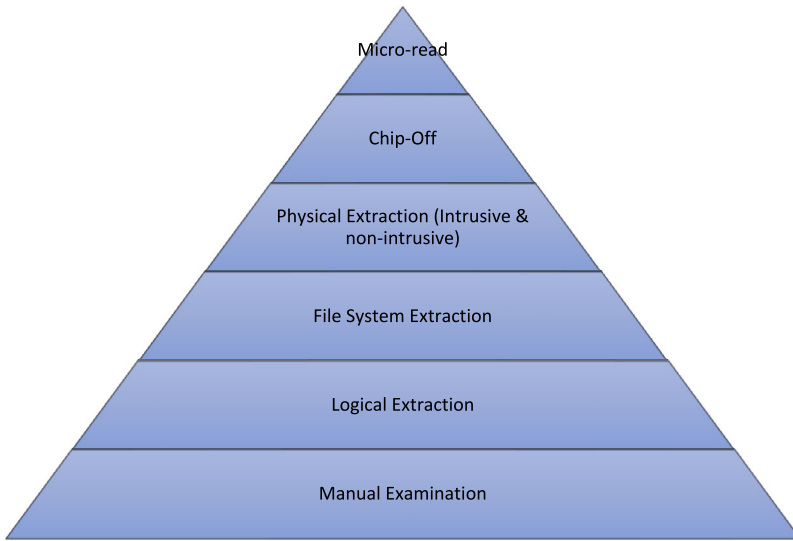 Micro-read
Chip-Off
Physical Extraction (Intrusive &
non-intrusive)
File System Extraction
Logical Extraction
Manual Examination